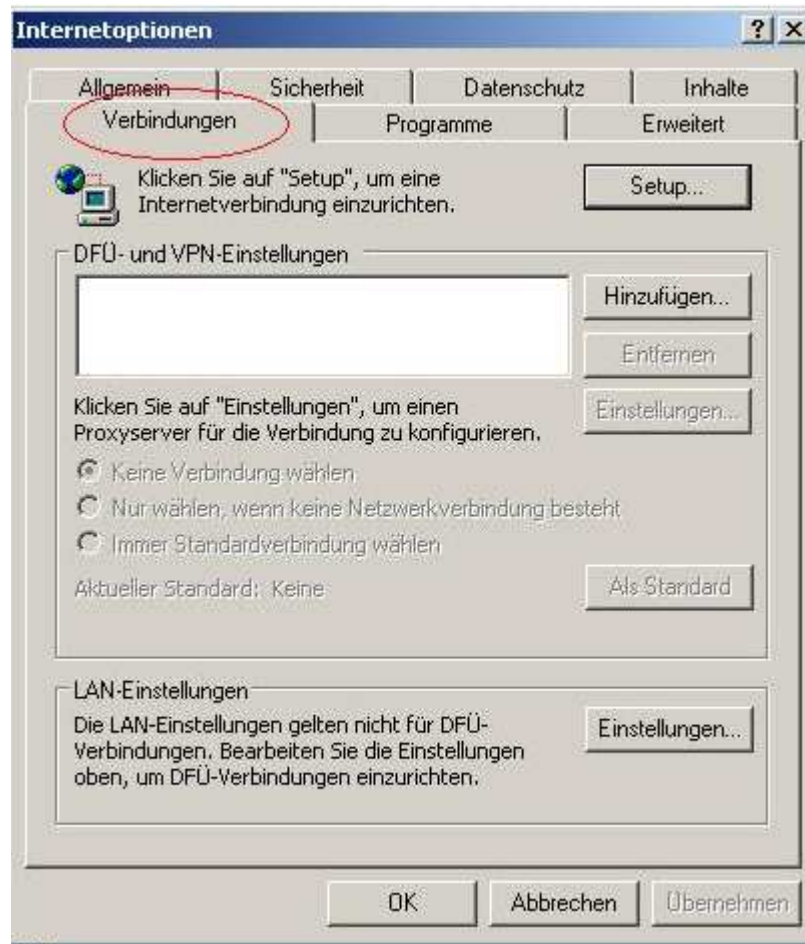 Internetoptionen
Allgemein Sicherheit Datenschutz Inhalte
Verbindungen Programme Erweitert
Klicken Sie auf "Setup", um eine
Internetverbindung einzurichten.
Setup...
DFÜ- und VPN-Einstellungen
Hinzufügen...
Entfernen
Klicken Sie auf "Einstellungen", um einen
Proxyserver für die Verbindung zu konfigurieren.
Einstellungen...
Keine Verbindung wählen
Nur wählen, wenn keine Netzwerkverbindung besteht
Immer Standardverbindung wählen
Aktueller Standard: Keine
Als Standard
LAN-Einstellungen
Die LAN-Einstellungen gelten nicht für DFÜ-
Verbindungen. Bearbeiten Sie die Einstellungen
oben, um DFÜ-Verbindungen einzurichten.
Einstellungen...
OK Abbrechen Übernehmen